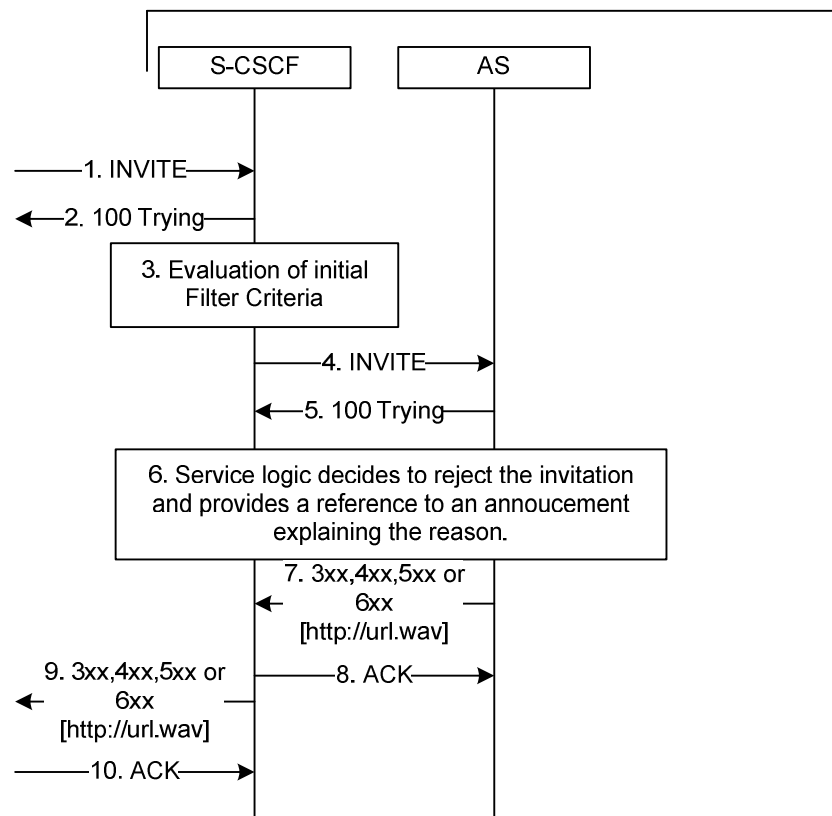 S-CSCF
AS
1. INVITE
2. 100 Trying
3. Evaluation of initial
Filter Criteria
4. INVITE
5. 100 Trying
6. Service logic decides to reject the invitation
and provides a reference to an annoucement
explaining the reason.
7. 3xx,4xx,5xx or
6xx
[http://url.wav]
8. ACK
9. 3xx,4xx,5xx or
6xx
[http://url.wav]
10. ACK